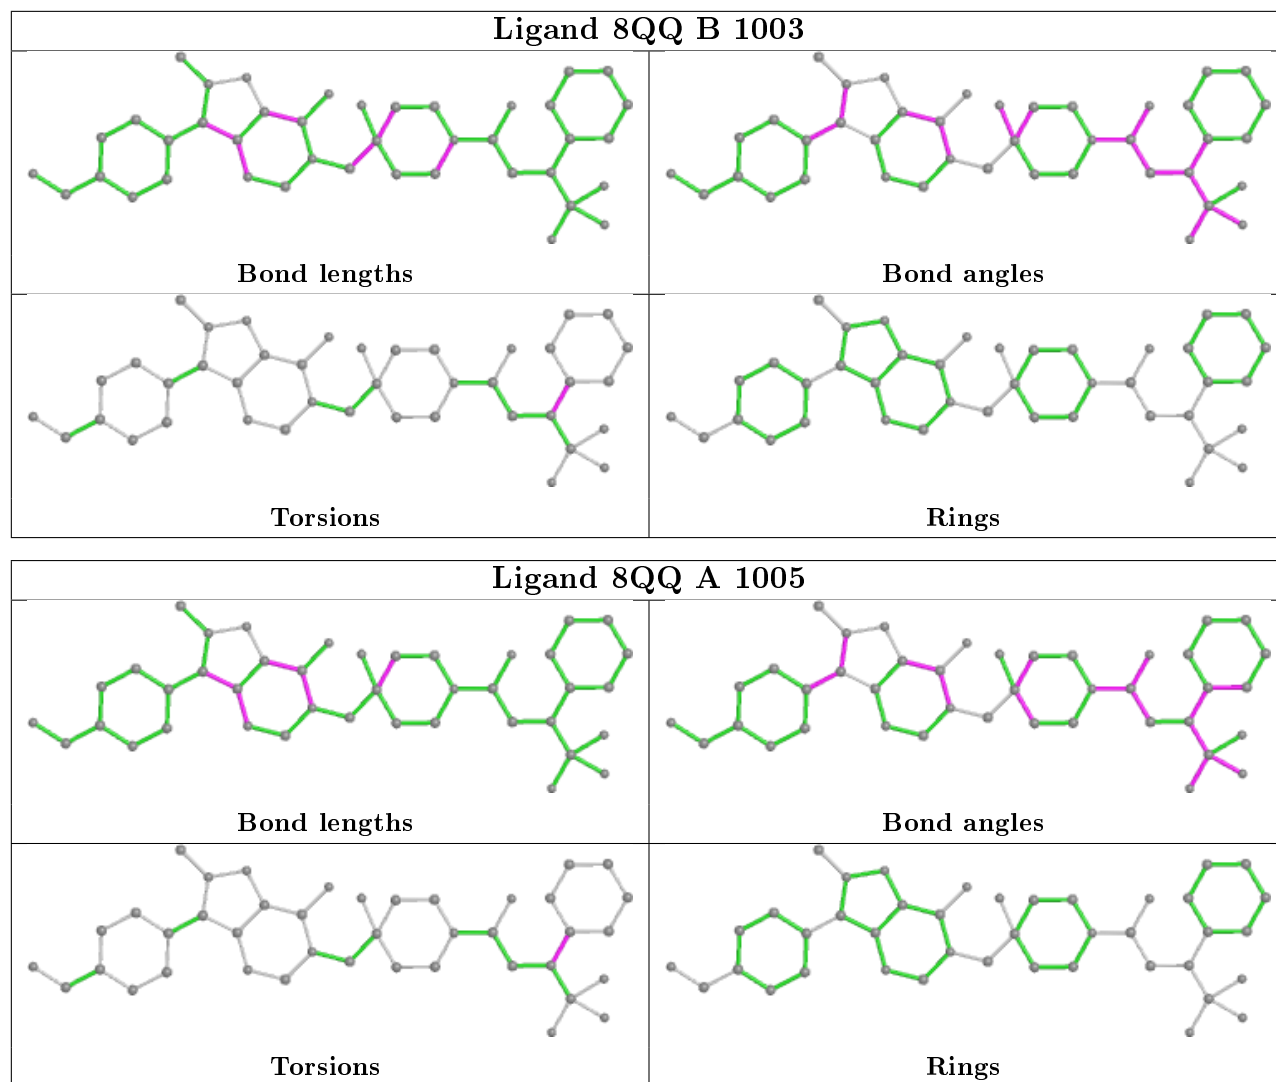 Ligand 8QQ B 1003
Bond lengths
Bond angles
Torsions
Rings
Ligand 8QQ A 1005
Bond lengths
Bond angles
Torsions
Rings